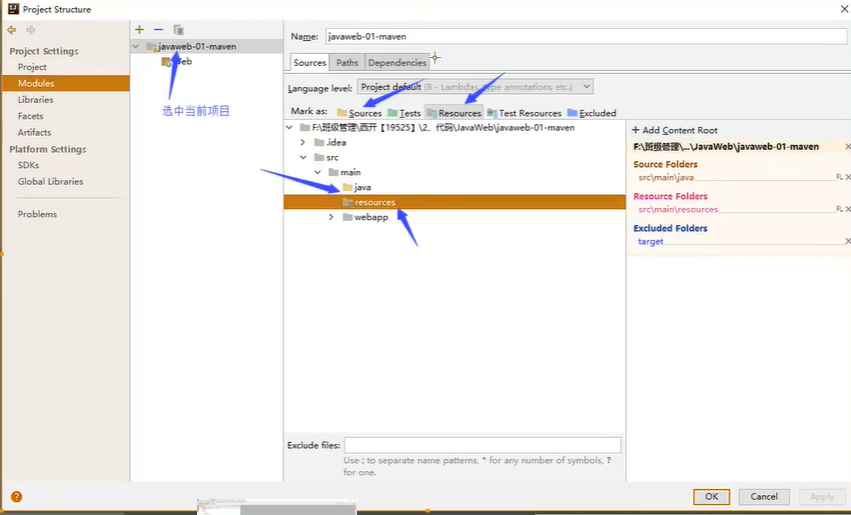 Project Structure
Project Settings
Project
Modules
Libraries
Facets
Artifacts
Platform Settings
SDKs
Global Libraries
Problems
javaweb-01-maven
选中当前项目
Name: javaweb-01-maven
Sources Paths Dependencies
Language level: Project default (8 - Lambdas, type annotations etc.)
Mark as: Sources Tests Resources Test Resources Excluded
F:\班级管理\西开【19525】\2、代码\JavaWeb\javaweb-01-maven
.idea
src
main
java
resources
webapp
+ Add Content Root
F:\班级管理\...\JavaWeb\javaweb-01-maven
Source Folders
src\main\java
Resource Folders
src\main\resources
Excluded Folders
target
Exclude files:
Use ; to separate name patterns, * for any number of symbols, ?
for one.
? OK Cancel Apply